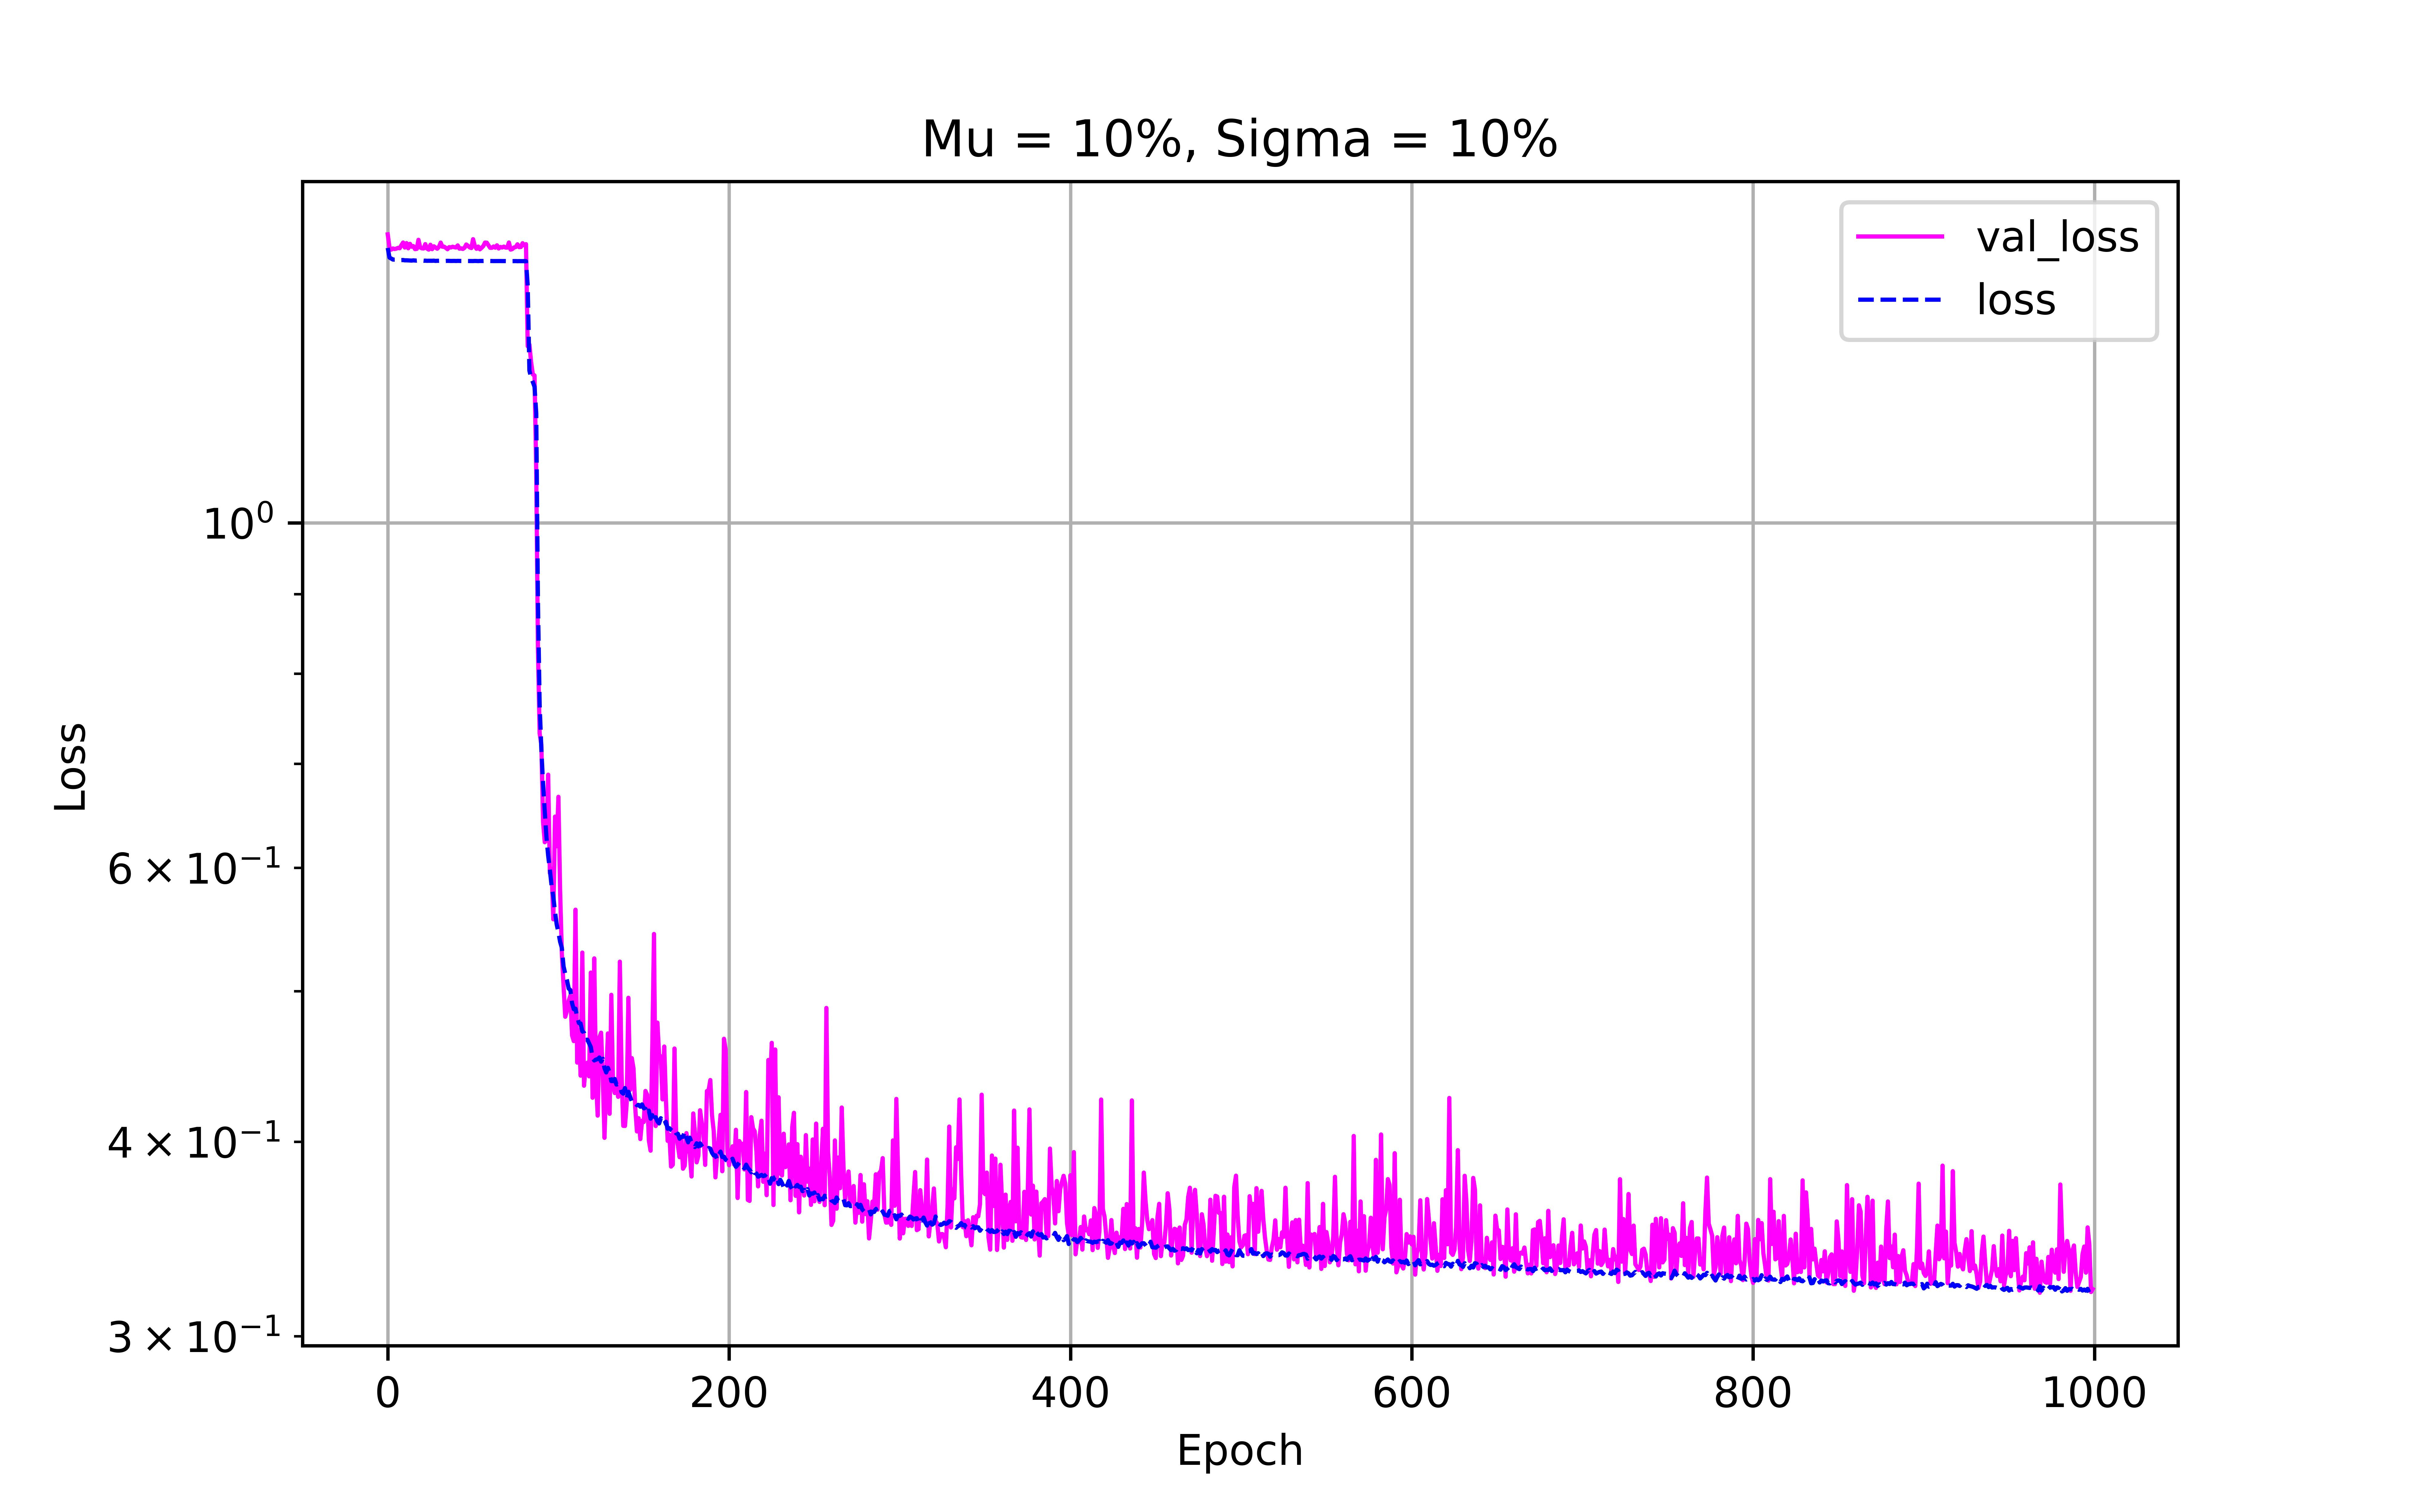 Mu = 10%, Sigma = 10%
val_loss
loss
10⁰
6 × 10⁻¹
4 × 10⁻¹
3 × 10⁻¹
Loss
0 200 400 600 800 1000
Epoch